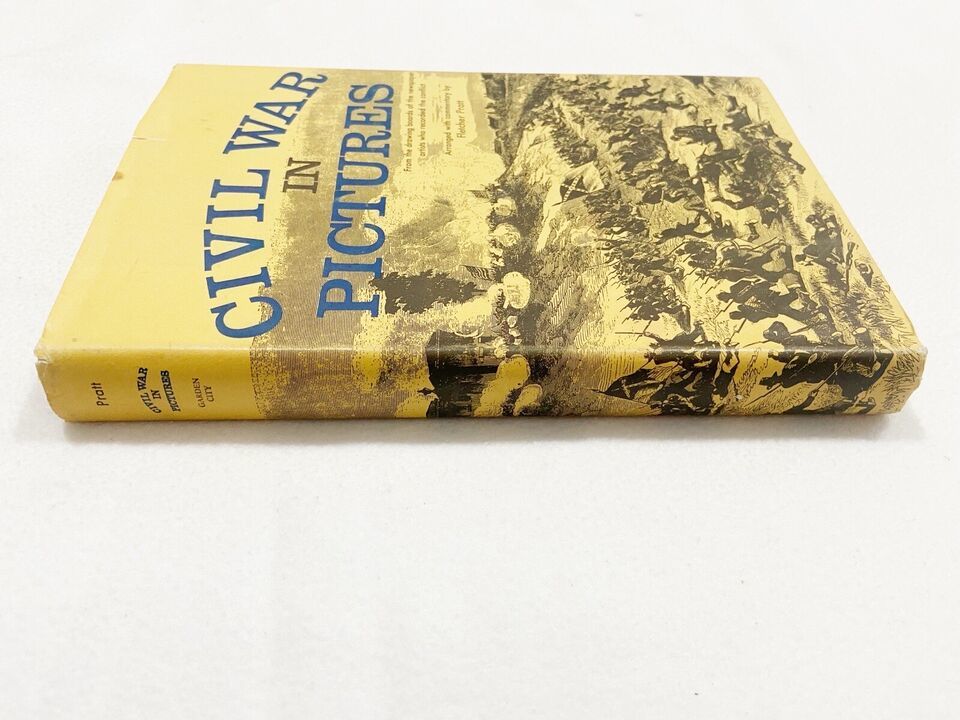 CIVIL WAR
IN
PICTURES
From the drawing boards of the newspaper
artists who recorded the conflict
Arranged with commentary by
Fletcher Pratt
Pratt
CIVIL WAR
IN
PICTURES
GARDEN
CITY